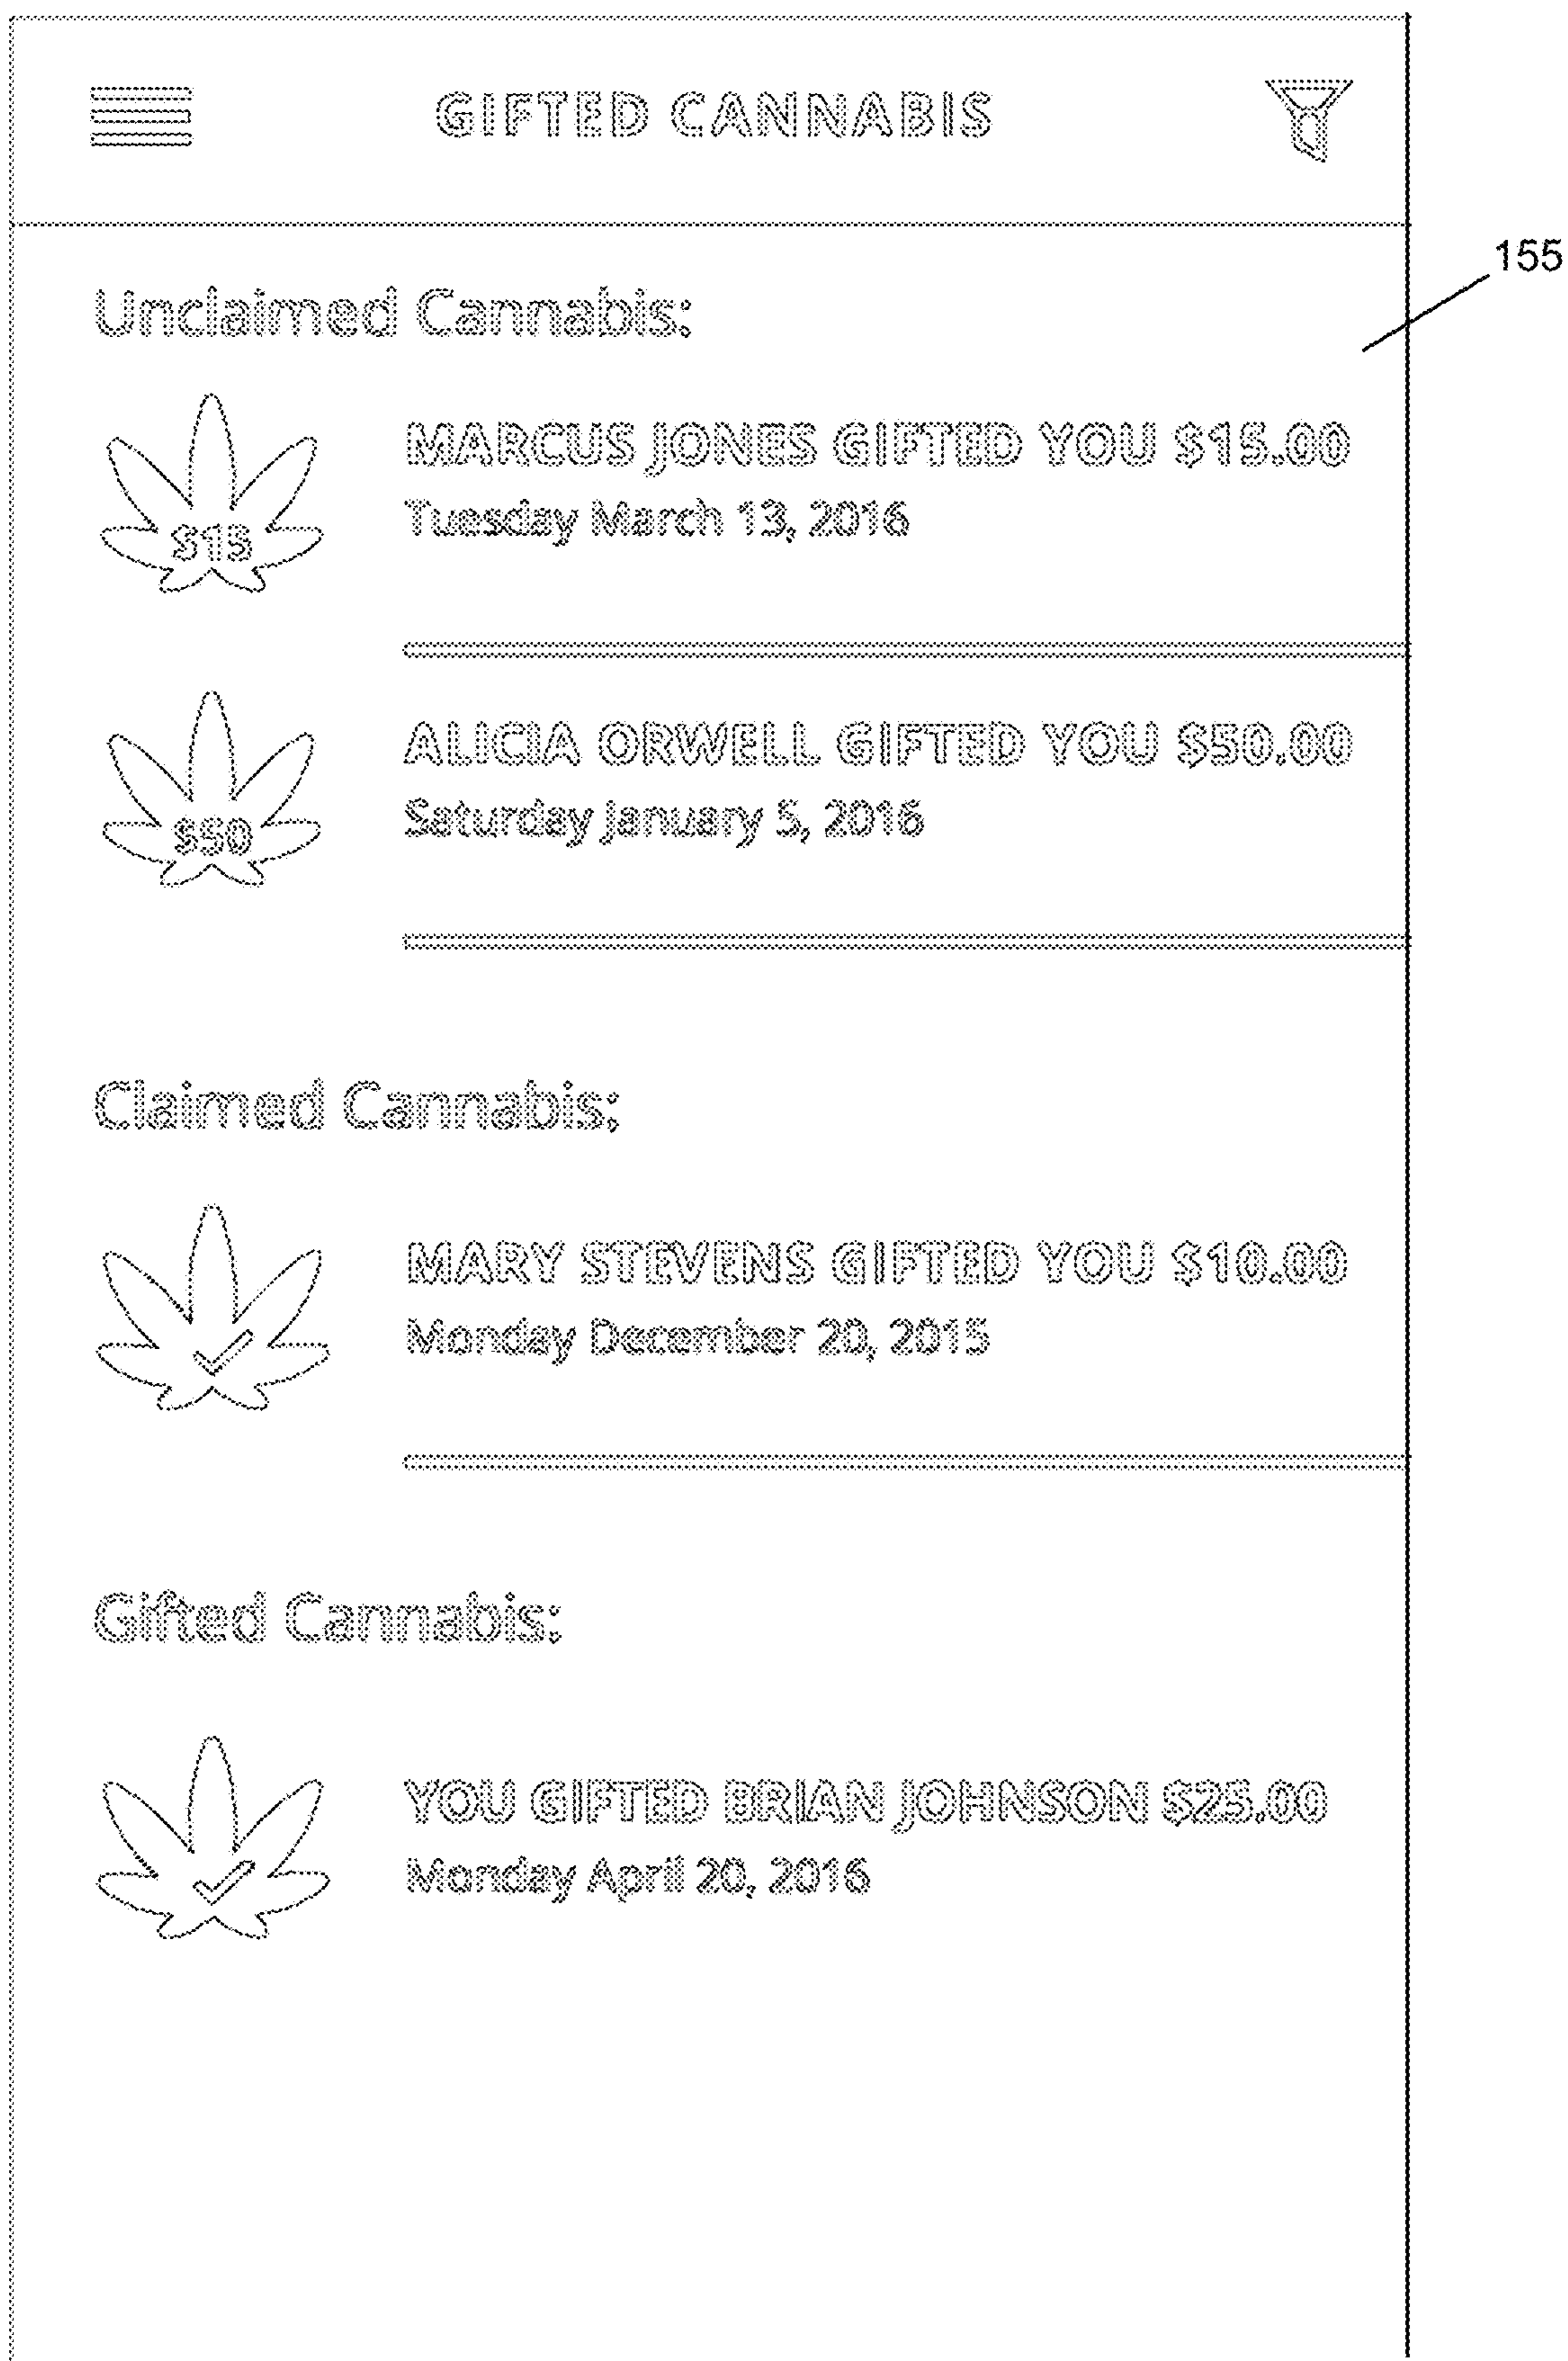 GIFTED CANNABIS
155
Unclaimed Cannabis:
MARCUS JONES GIFTED YOU $15.00
Tuesday March 13, 2016
$15
ALICIA ORWELL GIFTED YOU $50.00
Saturday January 5, 2016
$50
Claimed Cannabis:
MARY STEVENS GIFTED YOU $10.00
Monday December 20, 2015
Gifted Cannabis:
YOU GIFTED BRIAN JOHNSON $25.00
Monday April 20, 2016